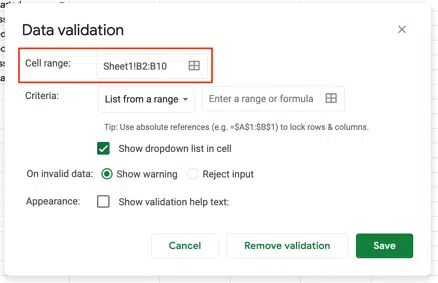 Data validation
Cell range: Sheet1!B2:B10
Criteria: List from a range Enter a range or formula
Tip: Use absolute references (e.g. =$A$1:$B$1) to lock rows & columns.
Show dropdown list in cell
On invalid data: Show warning Reject input
Appearance: Show validation help text:
Cancel Remove validation Save